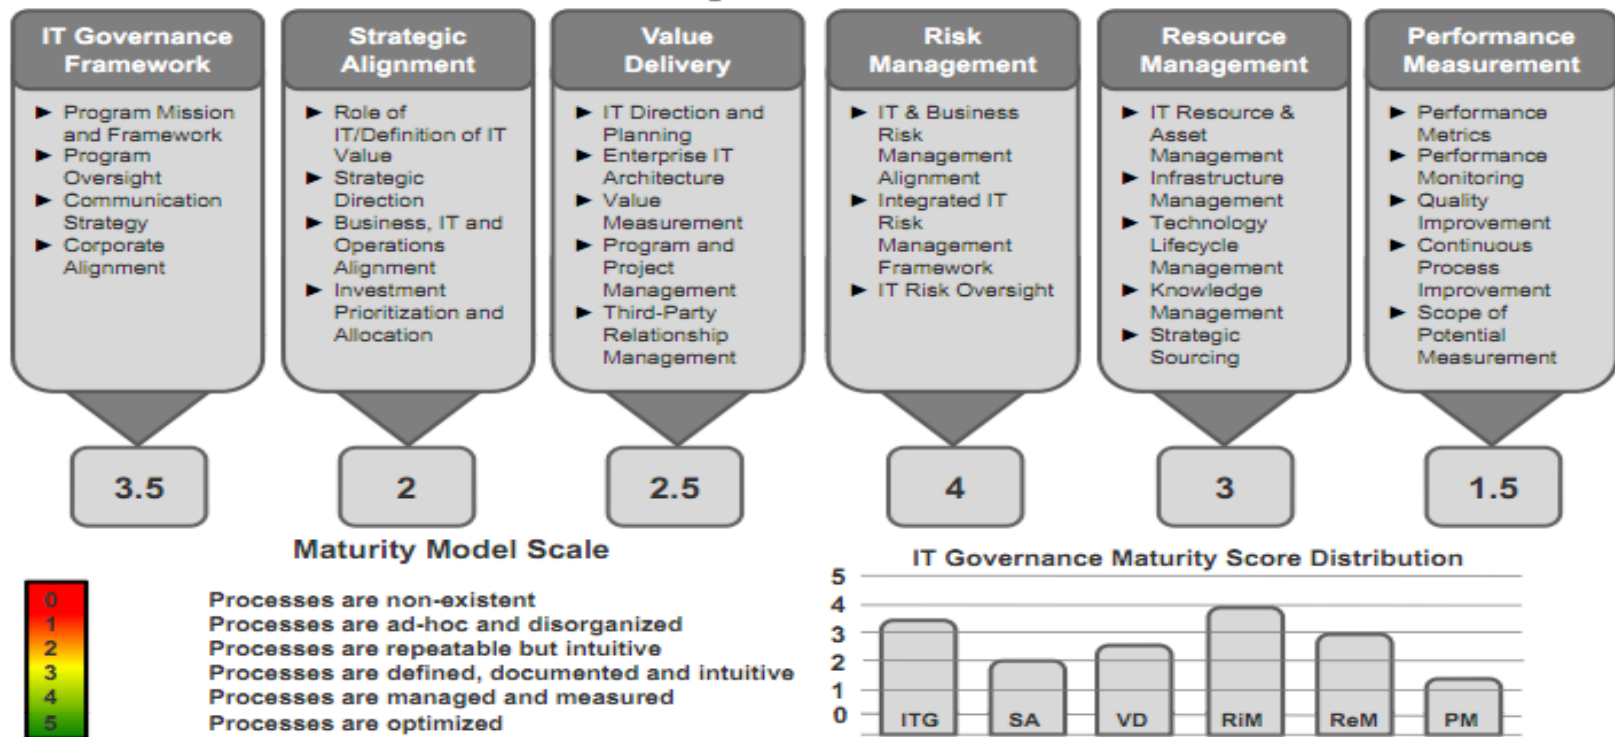 IT Governance
Framework
Program Mission
and Framework
Program
Oversight
Communication
Strategy
Corporate
Alignment
3.5
Strategic
Alignment
Role of
IT/Definition of IT
Value
Strategic
Direction
Business, IT and
Operations
Alignment
Investment
Prioritization and
Allocation
2
Value
Delivery
IT Direction and
Planning
Enterprise IT
Architecture
Value
Measurement
Program and
Project
Management
Third-Party
Relationship
Management
2.5
Risk
Management
IT & Business
Risk
Management
Alignment
Integrated IT
Risk
Management
Framework
IT Risk Oversight
4
Resource
Management
IT Resource &
Asset
Management
Infrastructure
Management
Technology
Lifecycle
Management
Knowledge
Management
Strategic
Sourcing
3
Performance
Measurement
Performance
Metrics
Performance
Monitoring
Quality
Improvement
Continuous
Process
Improvement
Scope of
Potential
Measurement
1.5
Maturity Model Scale
0 Processes are non-existent
1 Processes are ad-hoc and disorganized
2 Processes are repeatable but intuitive
3 Processes are defined, documented and intuitive
4 Processes are managed and measured
5 Processes are optimized
IT Governance Maturity Score Distribution
5
4
3
2
1
0
ITG SA VD RiM ReM PM